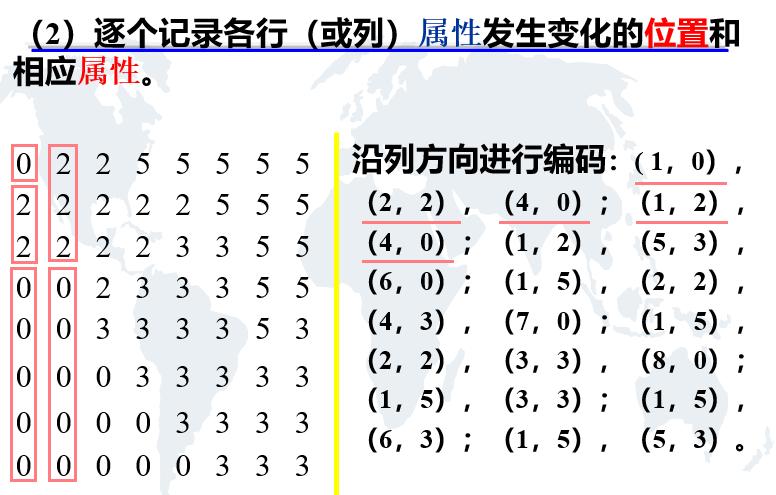 (2)逐个记录各行(或列)属性发生变化的位置和
相应属性。
0 2 2 5 5 5 5 5
2 2 2 2 2 5 5 5
2 2 2 2 3 3 5 5
0 0 2 3 3 3 5 5
0 0 3 3 3 3 5 3
0 0 0 3 3 3 3 3
0 0 0 0 3 3 3 3
0 0 0 0 0 3 3 3
沿列方向进行编码:(1,0),
(2,2),(4,0);(1,2),
(4,0);(1,2),(5,3),
(6,0);(1,5),(2,2),
(4,3),(7,0);(1,5),
(2,2),(3,3),(8,0);
(1,5),(3,3);(1,5),
(6,3);(1,5),(5,3)。